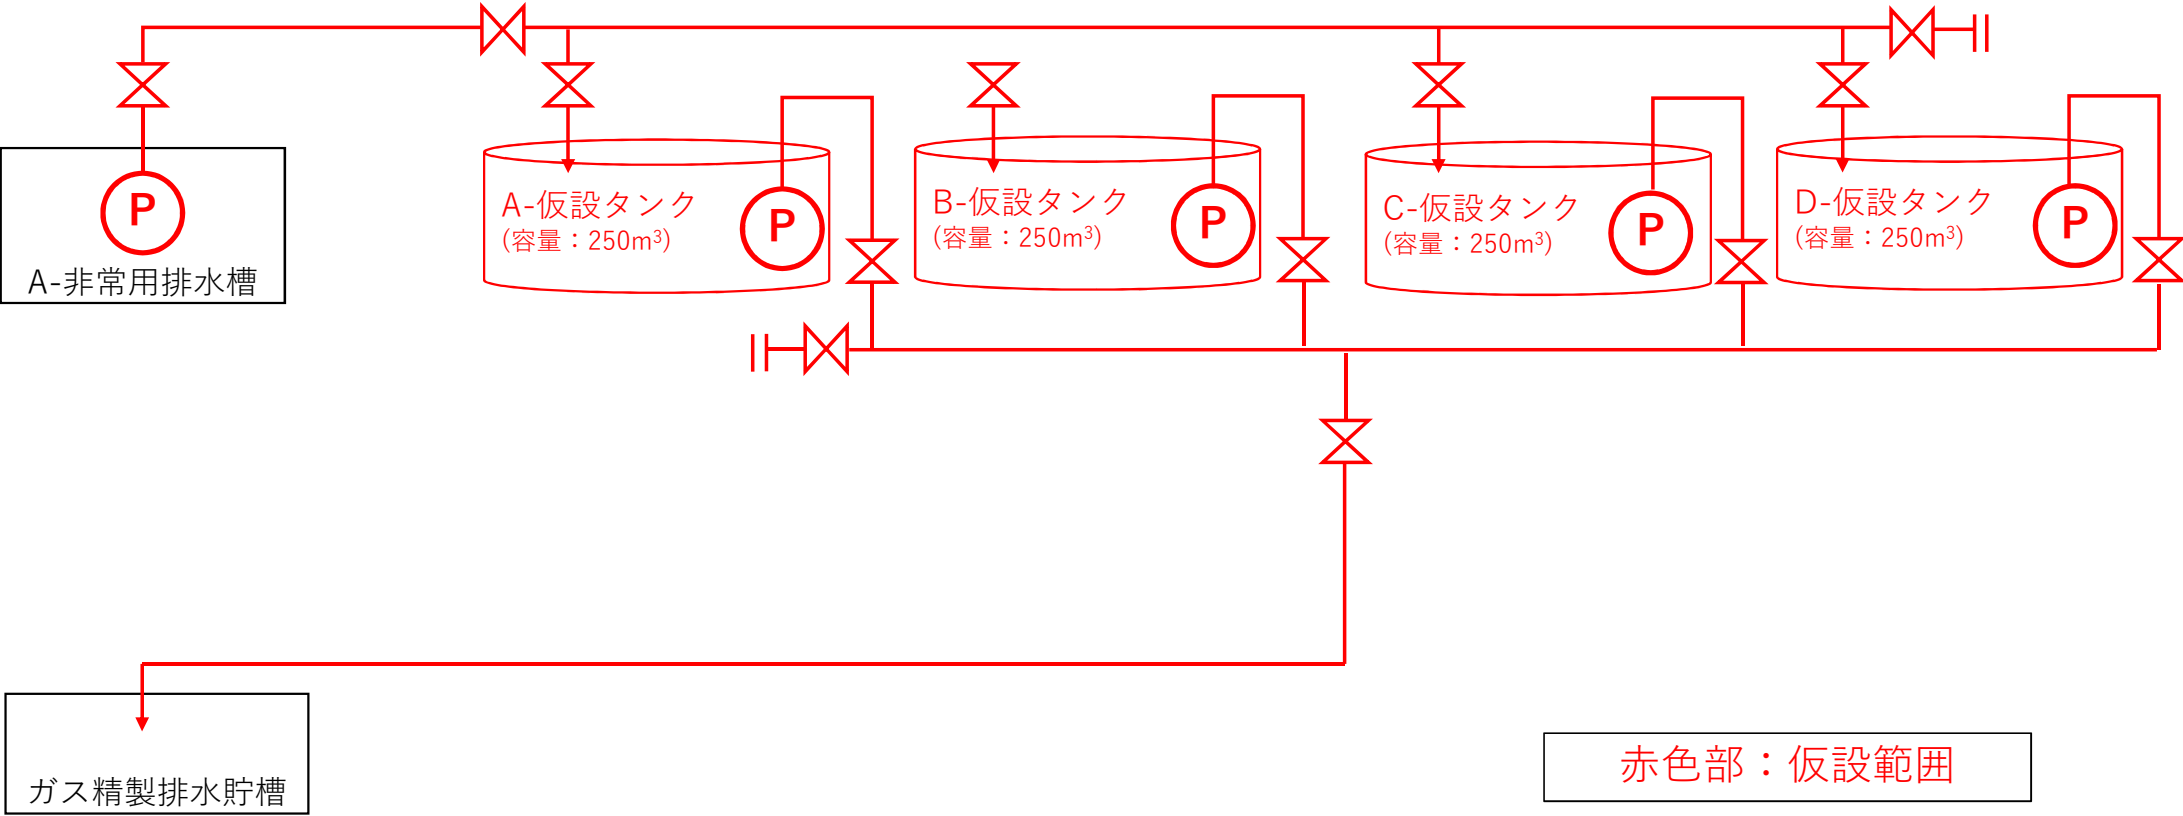 P
A-非常用排水槽
A-仮設タンク
(容量：250m³)
P
B-仮設タンク
(容量：250m³)
P
C-仮設タンク
(容量：250m³)
P
D-仮設タンク
(容量：250m³)
P
ガス精製排水貯槽
赤色部：仮設範囲